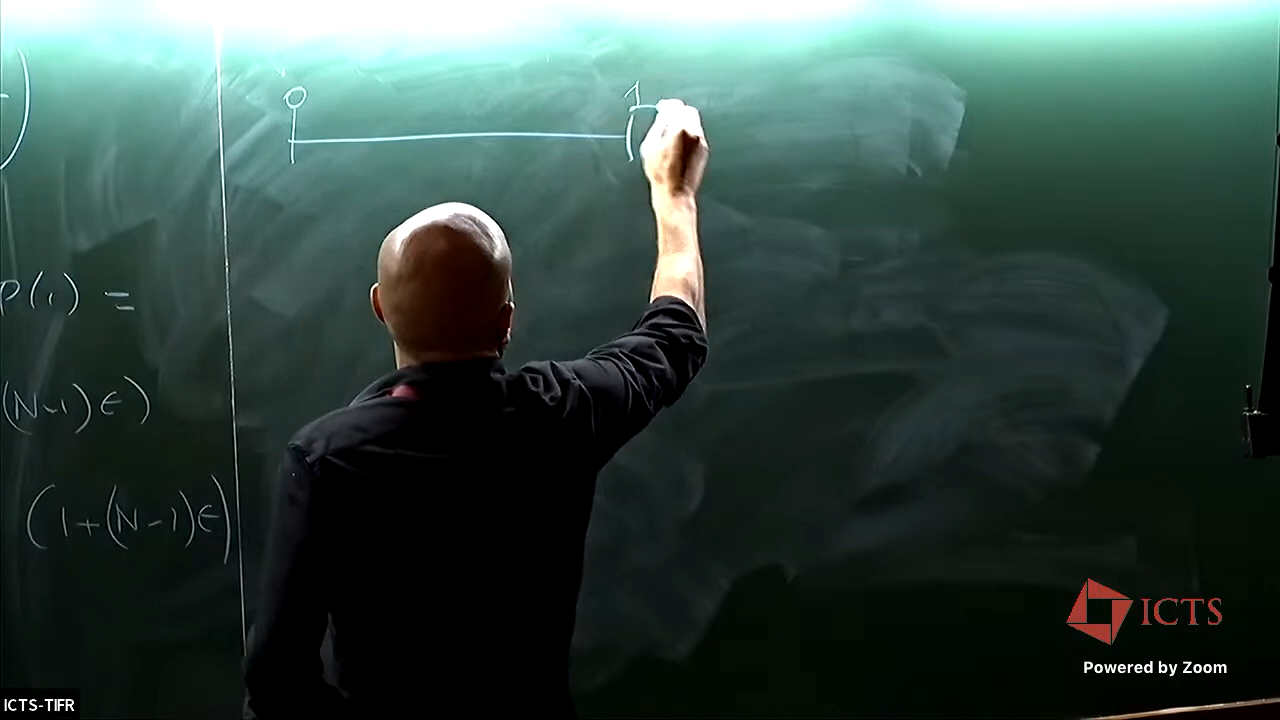 )
0 1
P(1) =
(N-1)ϵ)
(1+(N-1)ϵ)
ICTS
Powered by Zoom
ICTS-TIFR